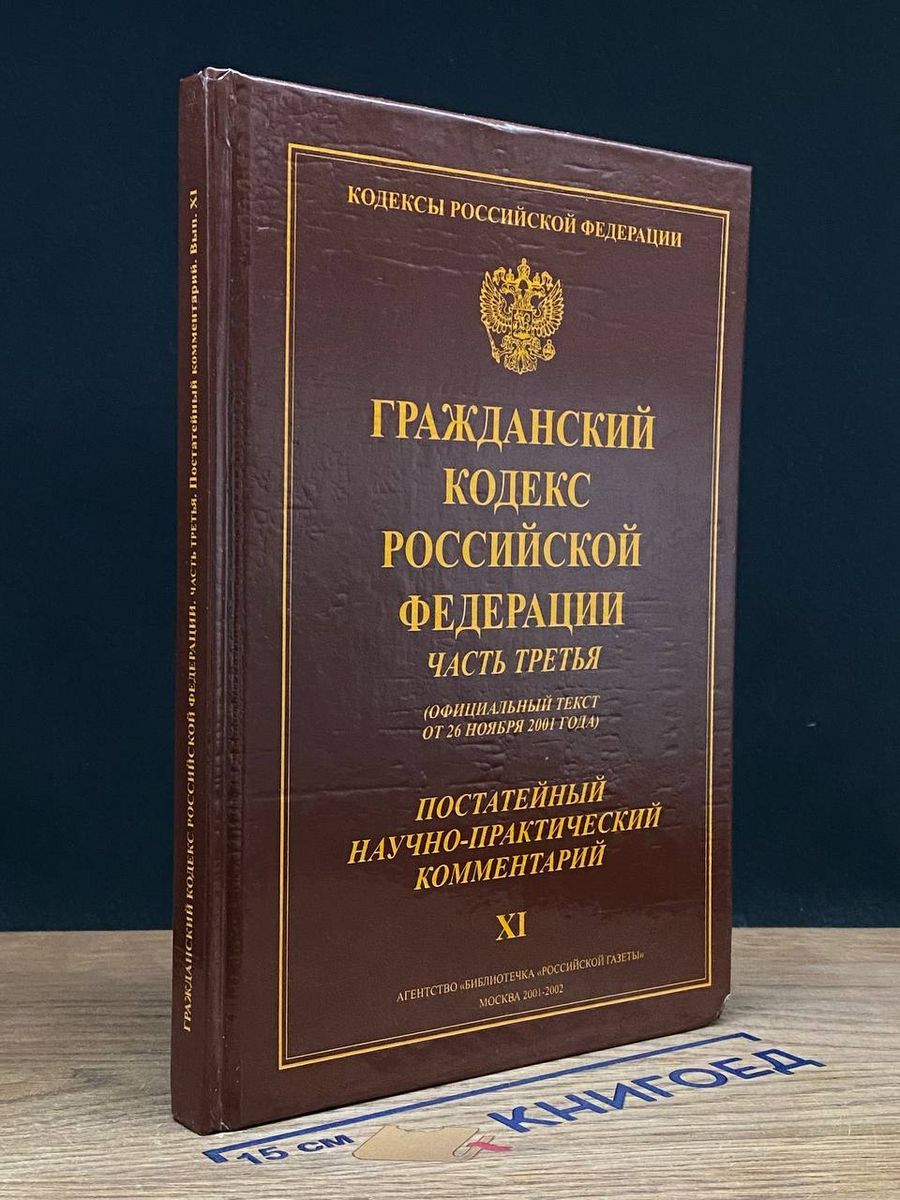 ГРАЖДАНСКИЙ КОДЕКС РОССИЙСКОЙ ФЕДЕРАЦИИ. ЧАСТЬ ТРЕТЬЯ. Постатейный комментарий. Вып. XI
КОДЕКСЫ РОССИЙСКОЙ ФЕДЕРАЦИИ
ГРАЖДАНСКИЙ
КОДЕКС
РОССИЙСКОЙ
ФЕДЕРАЦИИ
ЧАСТЬ ТРЕТЬЯ
(ОФИЦИАЛЬНЫЙ ТЕКСТ
ОТ 26 НОЯБРЯ 2001 ГОДА)
ПОСТАТЕЙНЫЙ
НАУЧНО-ПРАКТИЧЕСКИЙ
КОММЕНТАРИЙ
XI
АГЕНТСТВО «БИБЛИОТЕЧКА «РОССИЙСКОЙ ГАЗЕТЫ»
МОСКВА 2001-2002
15 СМ
КНИГОЕД